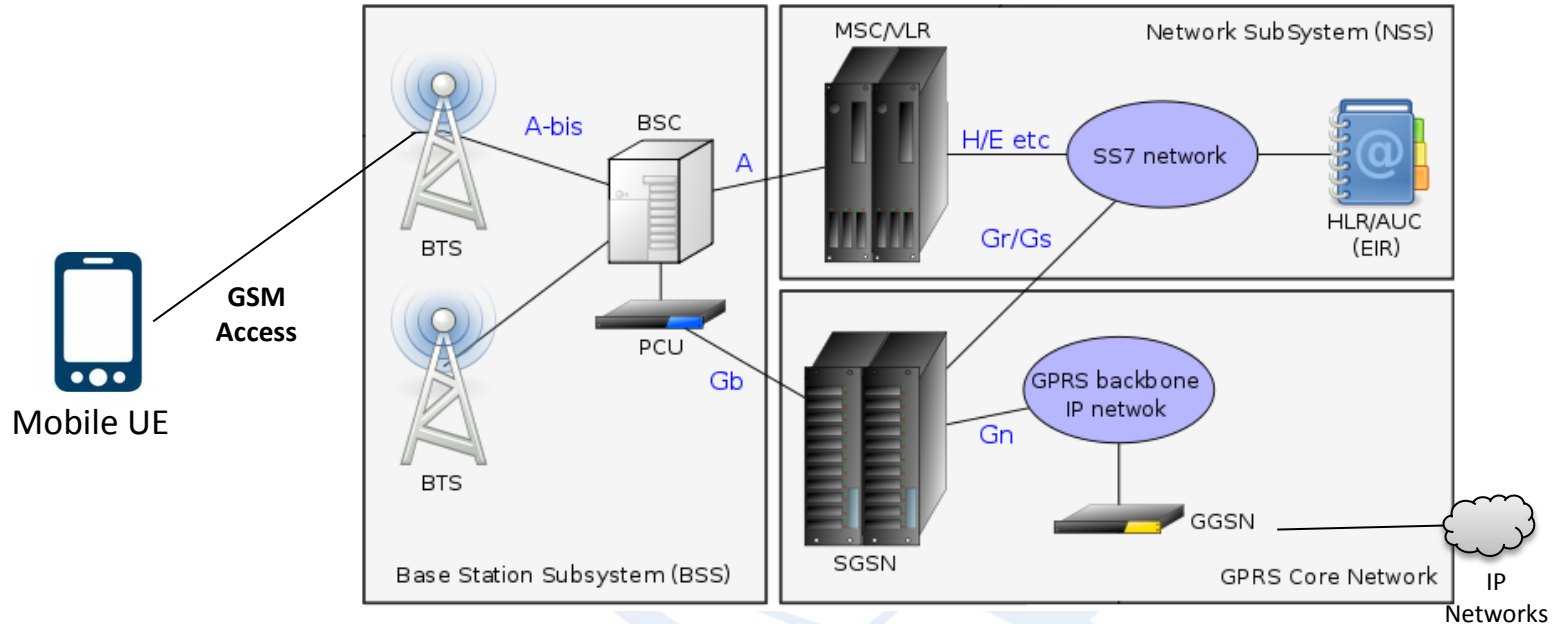 MSC/VLR
Network SubSystem (NSS)
A-bis
BSC
A
H/E etc
SS7 network
BTS
HLR/AUC
(EIR)
Gr/Gs
GSM
Access
Mobile UE
PCU
Gb
GPRS backbone
IP netwok
Gn
BTS
GGSN
SGSN
Base Station Subsystem (BSS)
GPRS Core Network
IP
Networks